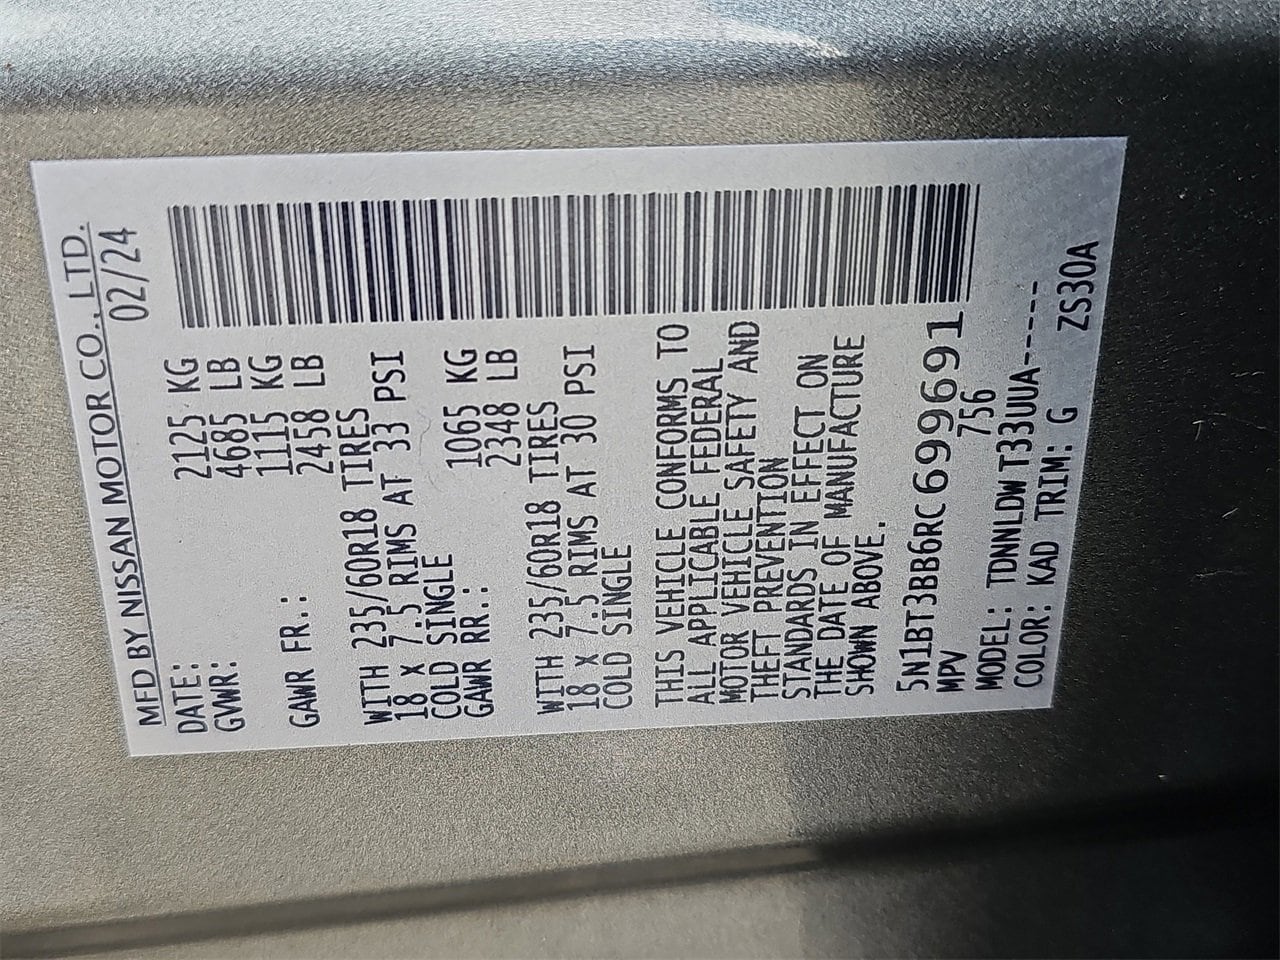 MFD BY NISSAN MOTOR CO., LTD.
DATE: 02/24
GVWR: 2125 KG
4685 LB
1115 KG
GAWR FR.: 2458 LB
WITH 235/60R18 TIRES
18 x 7.5 RIMS AT 33 PSI
COLD SINGLE
GAWR RR.: 1065 KG
2348 LB
WITH 235/60R18 TIRES
18 x 7.5 RIMS AT 30 PSI
COLD SINGLE
THIS VEHICLE CONFORMS TO
ALL APPLICABLE FEDERAL
MOTOR VEHICLE SAFETY AND
THEFT PREVENTION
STANDARDS IN EFFECT ON
THE DATE OF MANUFACTURE
SHOWN ABOVE.
5N1BT3BB6RC699691
MPV 756
MODEL: TDNNLDW T33UUA-----
COLOR: KAD TRIM: G ZS30A